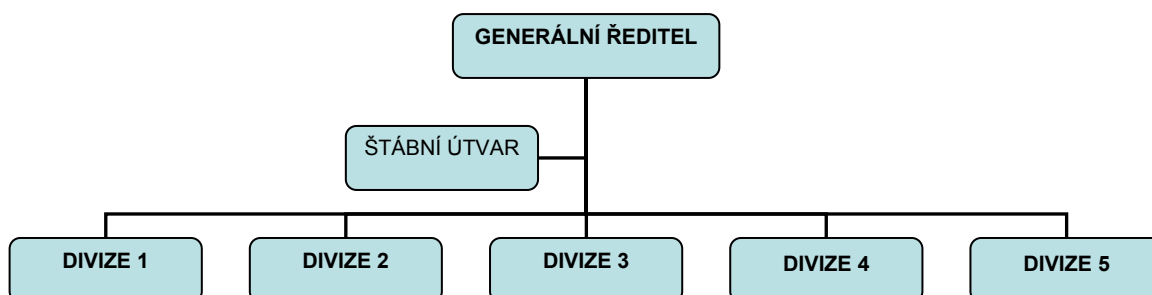 GENERÁLNÍ ŘEDITEL
ŠTÁBNÍ ÚTVAR
DIVIZE 1
DIVIZE 2
DIVIZE 3
DIVIZE 4
DIVIZE 5